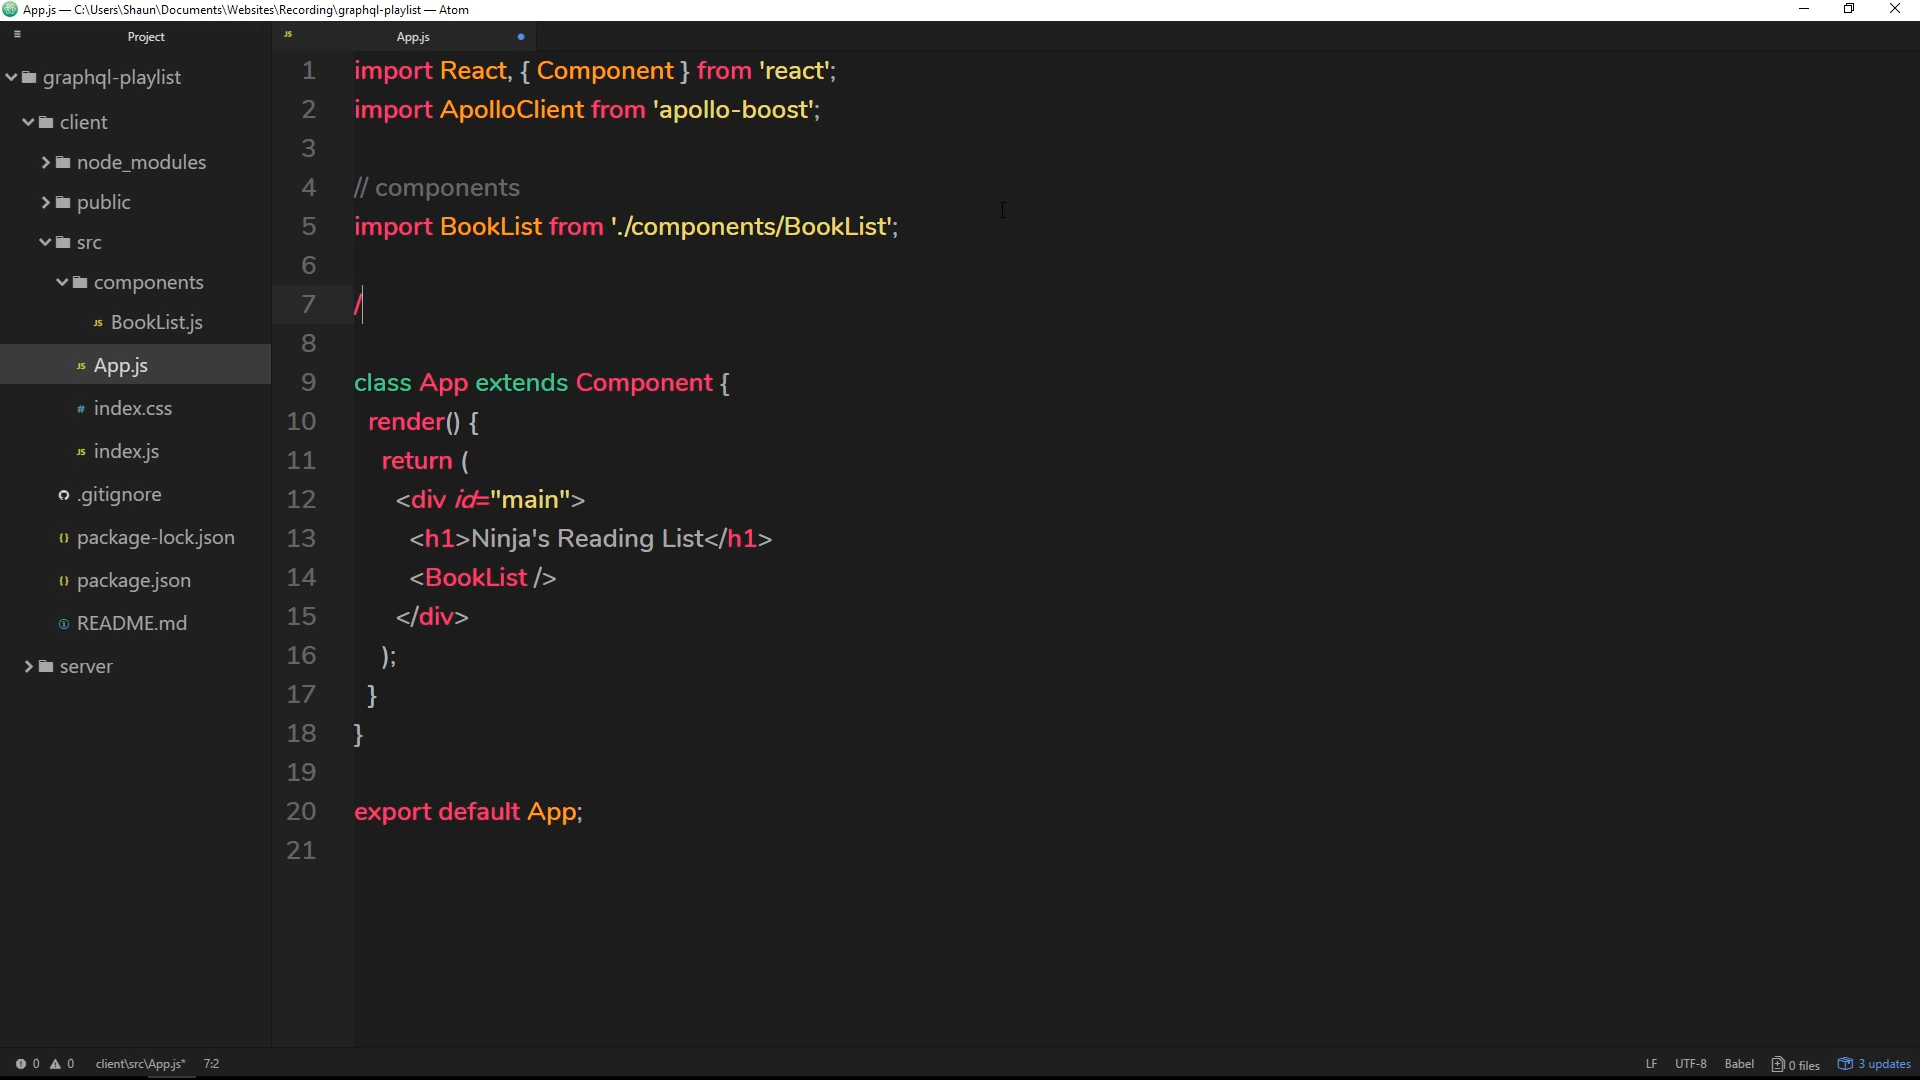 App.js — C:\Users\Shaun\Documents\Websites\Recording\graphql-playlist — Atom
Project
graphql-playlist
client
node_modules
public
src
components
JS BookList.js
JS App.js
# index.css
JS index.js
.gitignore
{} package-lock.json
{} package.json
README.md
server
JS App.js
1 import React, { Component } from 'react';
2 import ApolloClient from 'apollo-boost';
3
4 // components
5 import BookList from './components/BookList';
6
7 /
8
9 class App extends Component {
10 render() {
11 return (
12 <div id="main">
13 <h1>Ninja's Reading List</h1>
14 <BookList />
15 </div>
16 );
17 }
18 }
19
20 export default App;
21
0 0 client\src\App.js* 7:2
LF UTF-8 Babel 0 files 3 updates